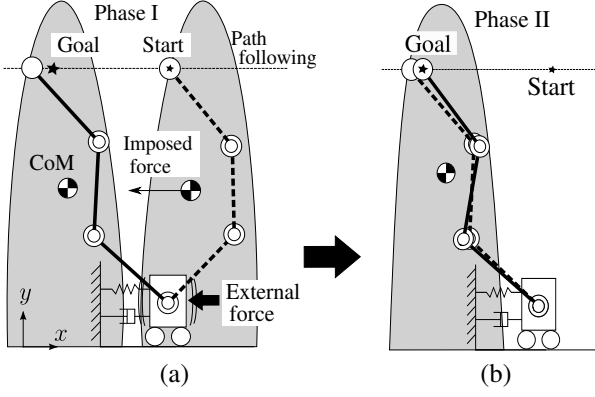 Phase I
Goal
Start
Path
following
CoM
Imposed
force
External
force
y
x
(a)
Phase II
Goal
Start
(b)